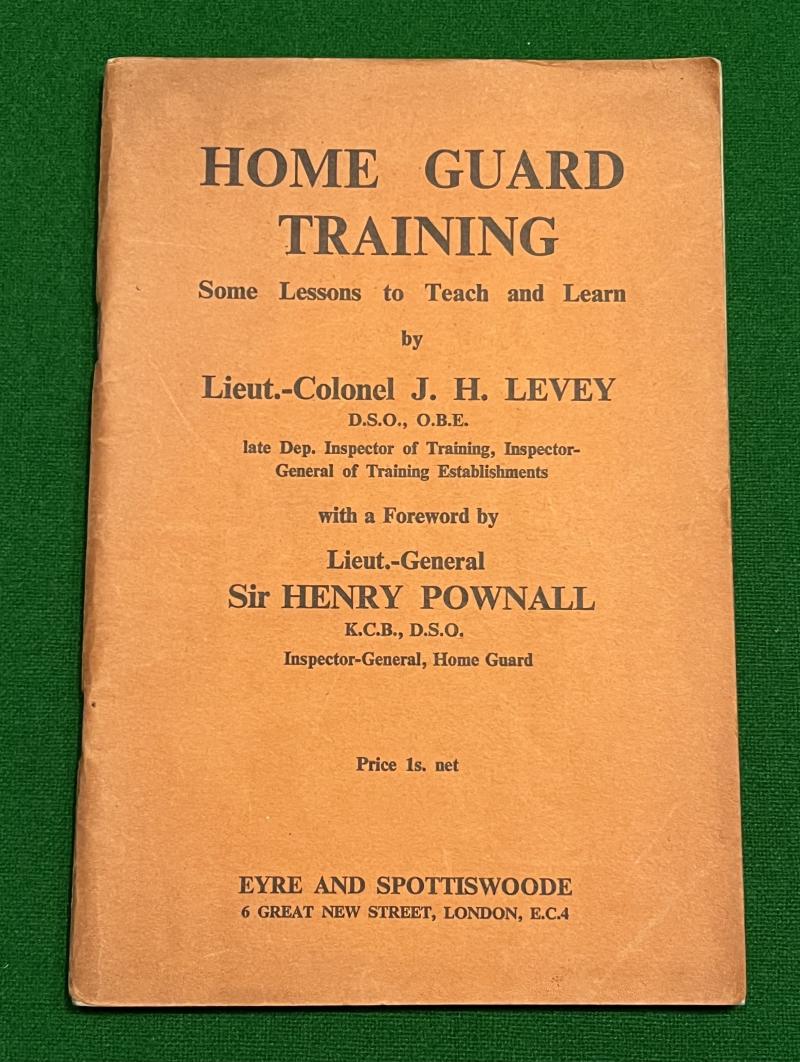 HOME GUARD
TRAINING
Some Lessons to Teach and Learn
by
Lieut.-Colonel J. H. LEVEY
D.S.O., O.B.E.
late Dep. Inspector of Training, Inspector-
General of Training Establishments
with a Foreword by
Lieut.-General
Sir HENRY POWNALL
K.C.B., D.S.O.
Inspector-General, Home Guard
Price 1s. net
EYRE AND SPOTTISWOODE
6 GREAT NEW STREET, LONDON, E.C.4